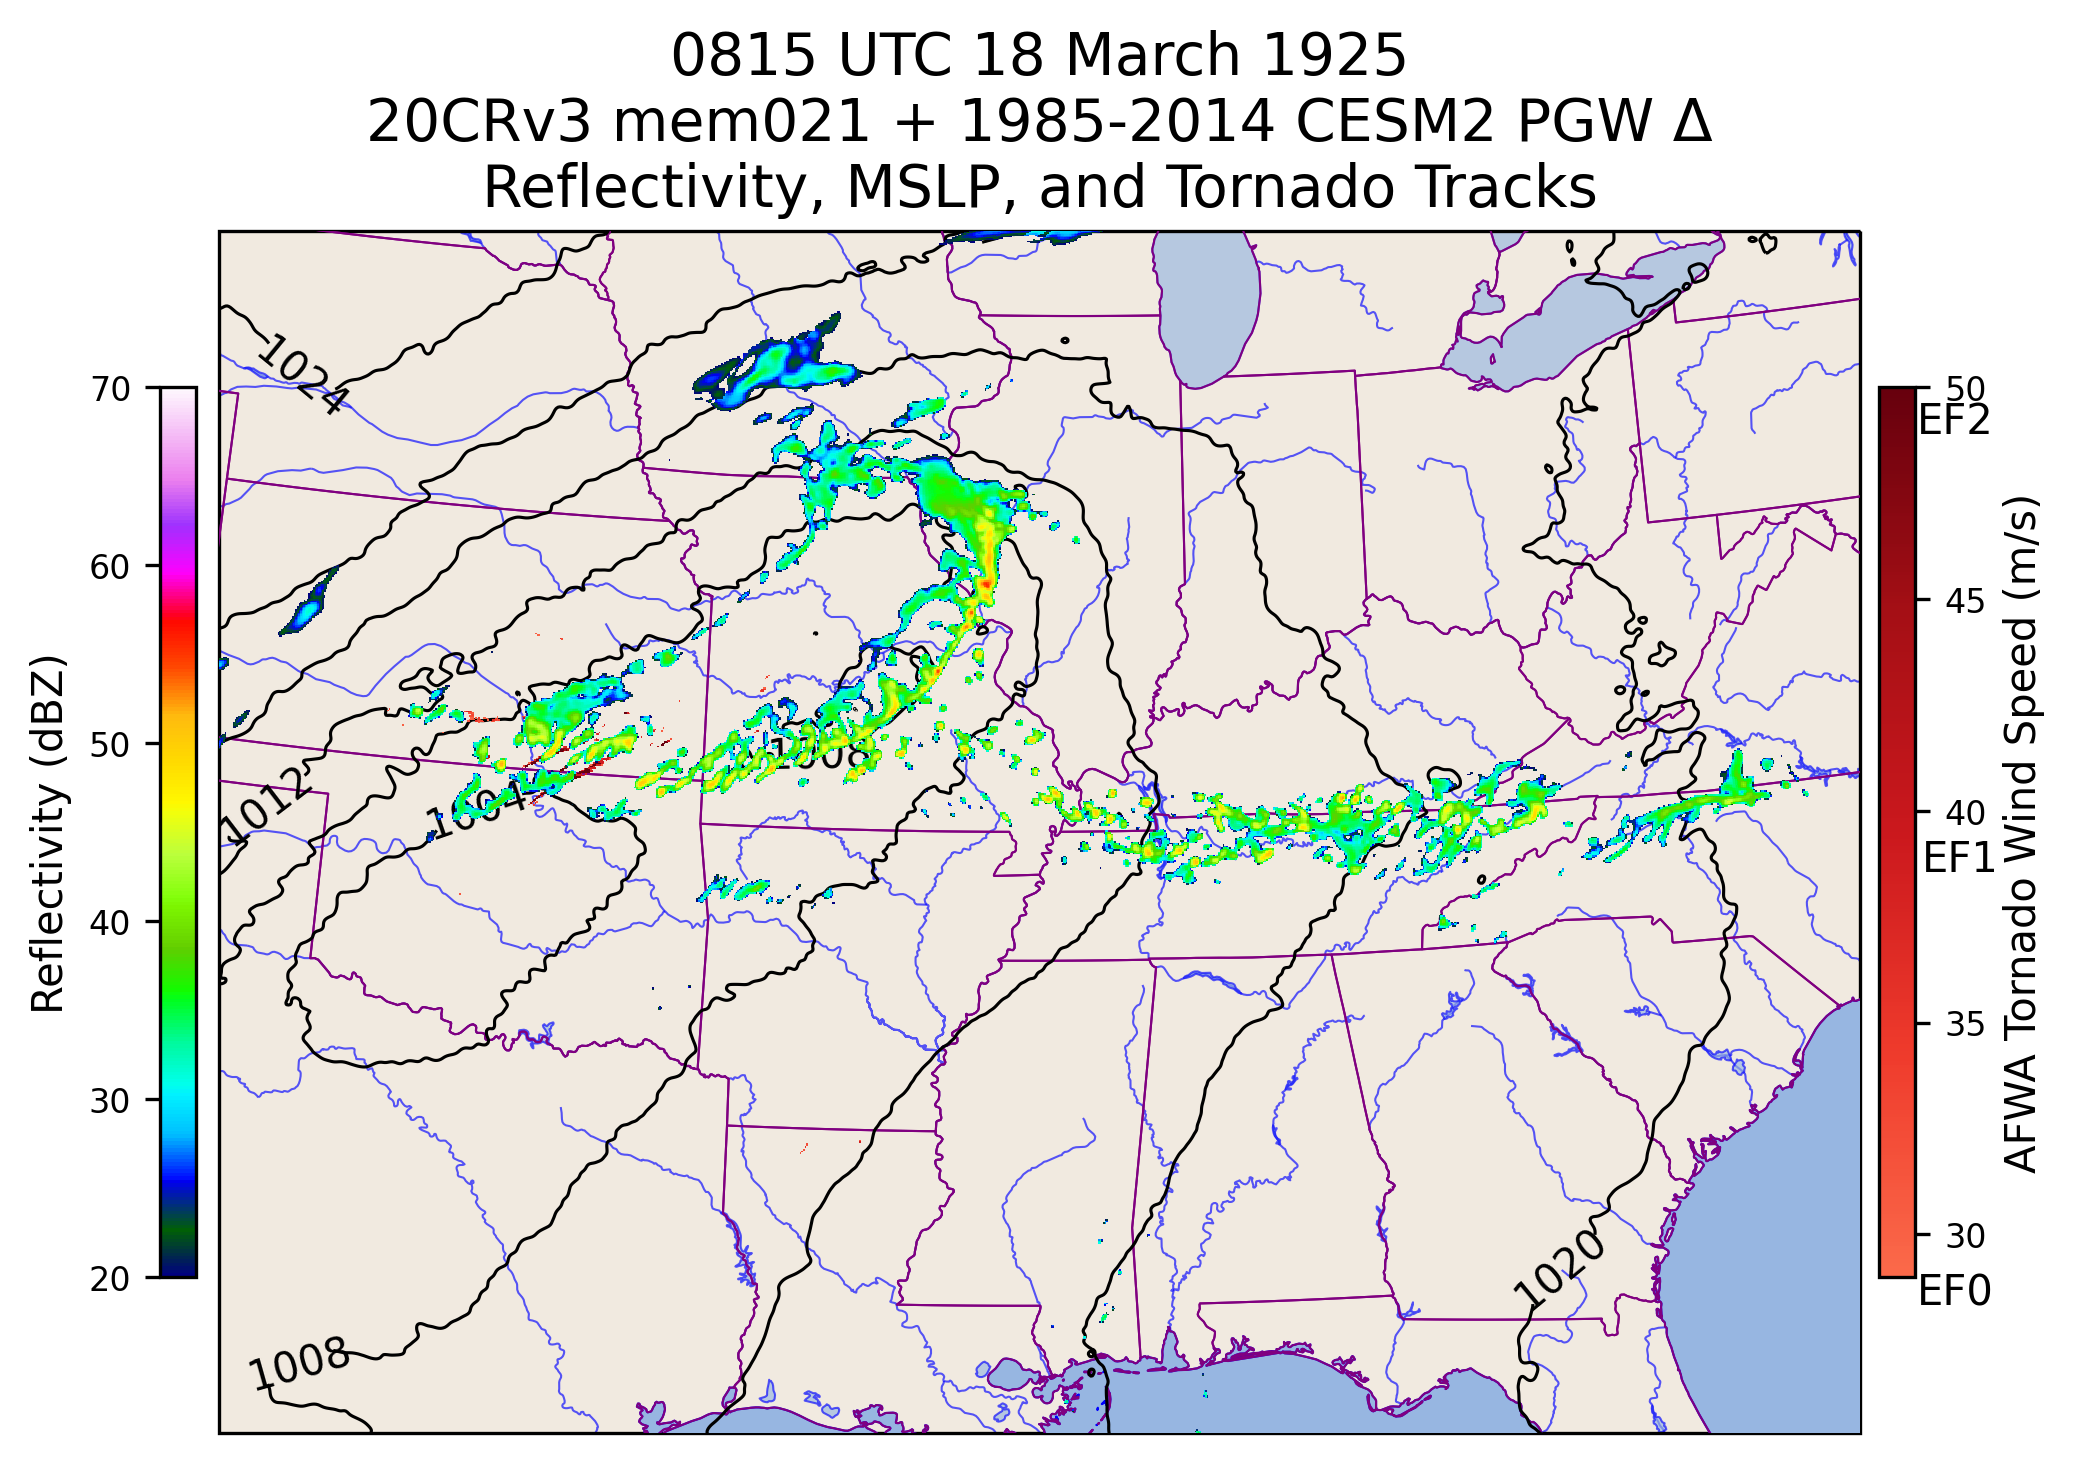 0815 UTC 18 March 1925
20CRv3 mem021 + 1985-2014 CESM2 PGW Δ
Reflectivity, MSLP, and Tornado Tracks
70
60
50
40
30
20
Reflectivity (dBZ)
1024
1012
1004
1008
1008
1020
50
EF2
45
40
EF1
35
30
EF0
AFWA Tornado Wind Speed (m/s)